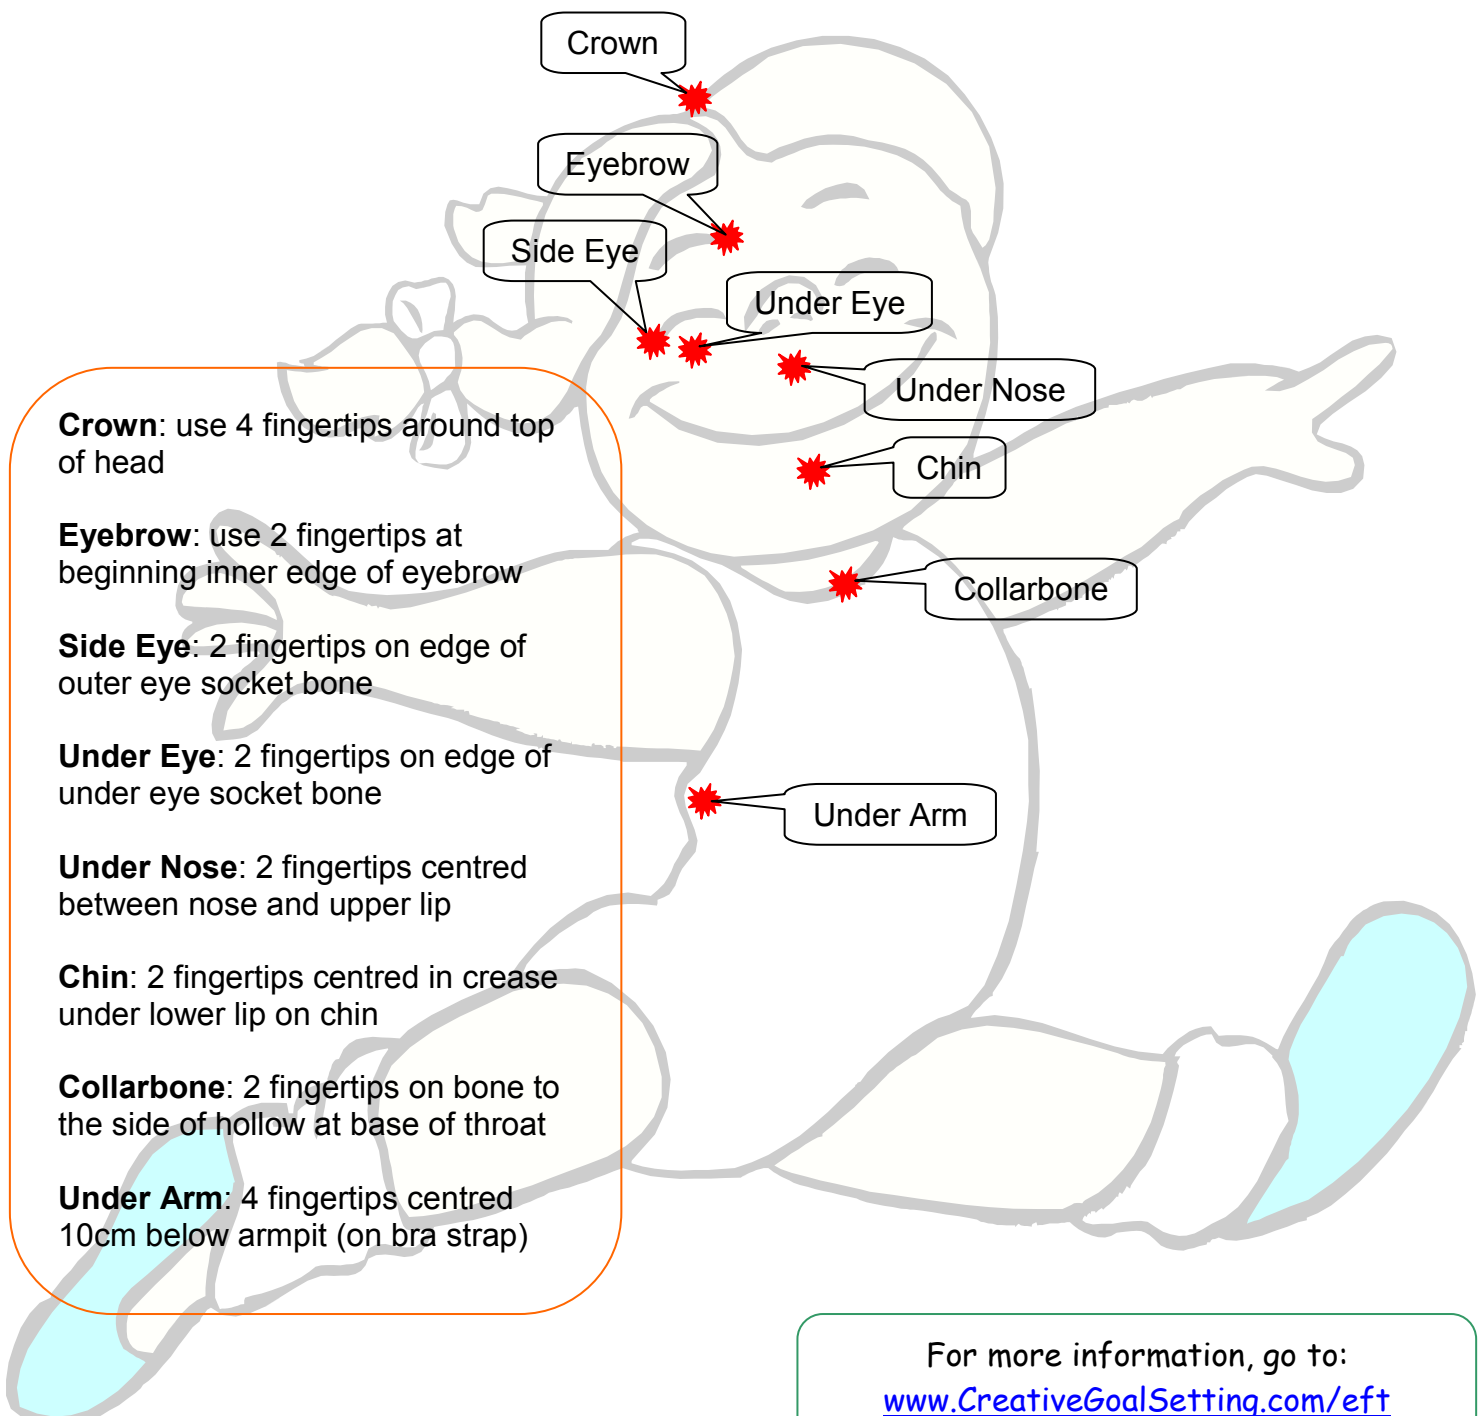 Crown
Eyebrow
Side Eye
Under Eye
Under Nose
Chin
Collarbone
Under Arm
Crown: use 4 fingertips around top
of head
Eyebrow: use 2 fingertips at
beginning inner edge of eyebrow
Side Eye: 2 fingertips on edge of
outer eye socket bone
Under Eye: 2 fingertips on edge of
under eye socket bone
Under Nose: 2 fingertips centred
between nose and upper lip
Chin: 2 fingertips centred in crease
under lower lip on chin
Collarbone: 2 fingertips on bone to
the side of hollow at base of throat
Under Arm: 4 fingertips centred
10cm below armpit (on bra strap)
For more information, go to:
www.CreativeGoalSetting.com/eft